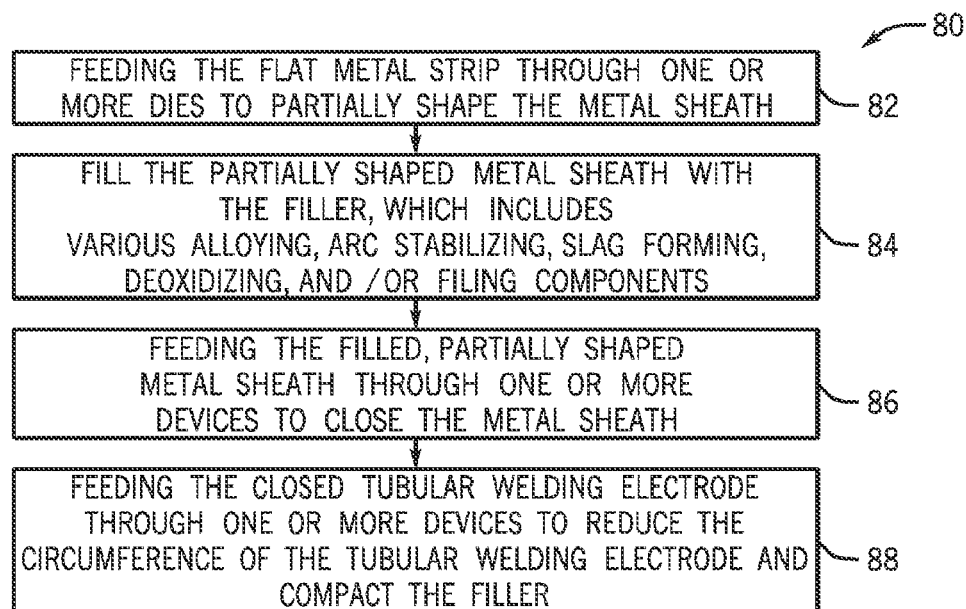 80
FEEDING THE FLAT METAL STRIP THROUGH ONE OR
MORE DIES TO PARTIALLY SHAPE THE METAL SHEATH
82
FILL THE PARTIALLY SHAPED METAL SHEATH WITH
THE FILLER, WHICH INCLUDES
VARIOUS ALLOYING, ARC STABILIZING, SLAG FORMING,
DEOXIDIZING, AND /OR FILING COMPONENTS
84
FEEDING THE FILLED, PARTIALLY SHAPED
METAL SHEATH THROUGH ONE OR MORE
DEVICES TO CLOSE THE METAL SHEATH
86
FEEDING THE CLOSED TUBULAR WELDING ELECTRODE
THROUGH ONE OR MORE DEVICES TO REDUCE THE
CIRCUMFERENCE OF THE TUBULAR WELDING ELECTRODE AND
COMPACT THE FILLER
88